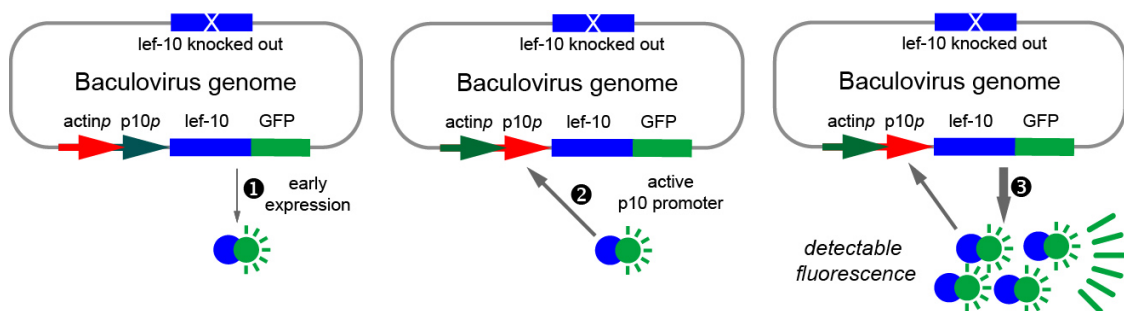 lef-10 knocked out
Baculovirus genome
actinp p10p lef-10 GFP
1 early
expression
lef-10 knocked out
Baculovirus genome
actinp p10p lef-10 GFP
2 active
p10 promoter
lef-10 knocked out
Baculovirus genome
actinp p10p lef-10 GFP
3
detectable
fluorescence